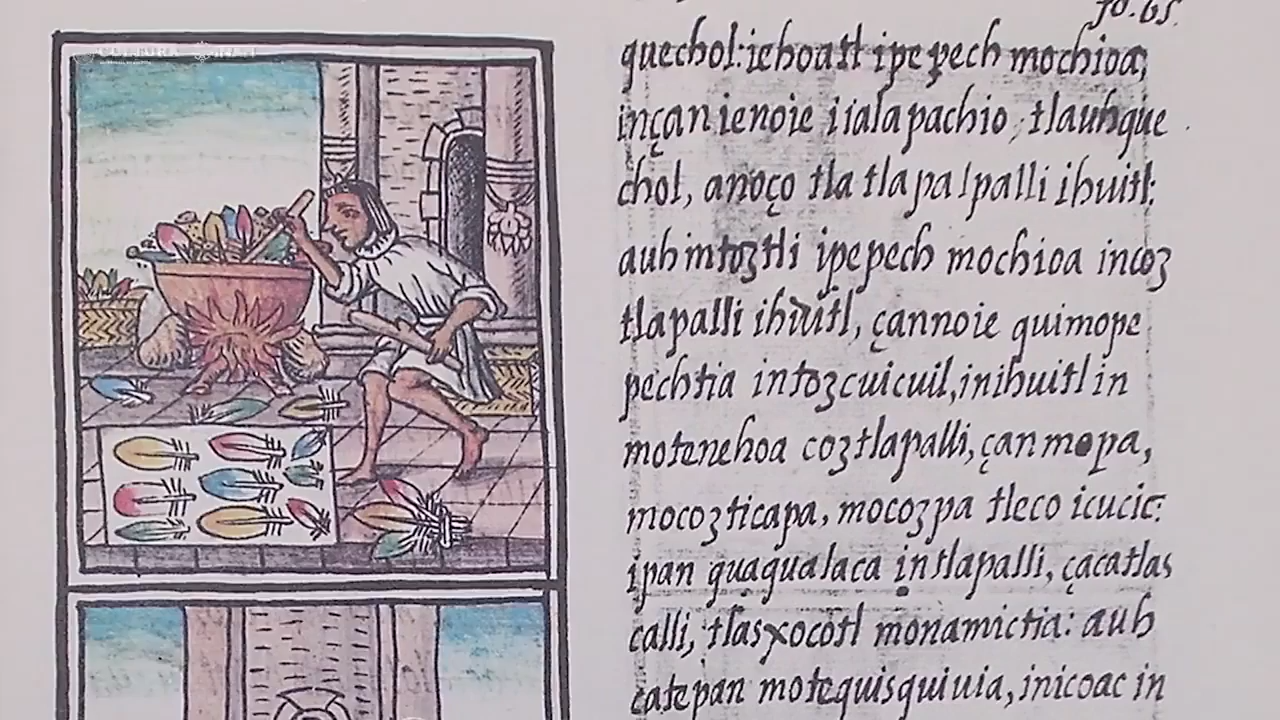 fo. 65.
quechol: iehoatl ipepech mochioa,
inçan ienoie iialapachio, tlauhque
chol, anoço tla tlapalpalli ihuitl:
auh intoztli ipepech mochioa incoz
tlapalli ihuitl, çannoie quimope
pechtia intozcuicuil, inihuitl in
motenehoa coztlapalli, çan mopa,
mocozticapa, mocozpa tleco icucic:
ipan quaqualaca intlapalli, çacatlas
calli, tlasxocotl monamictia: auh
catepan motequisquiuia, inicoac in